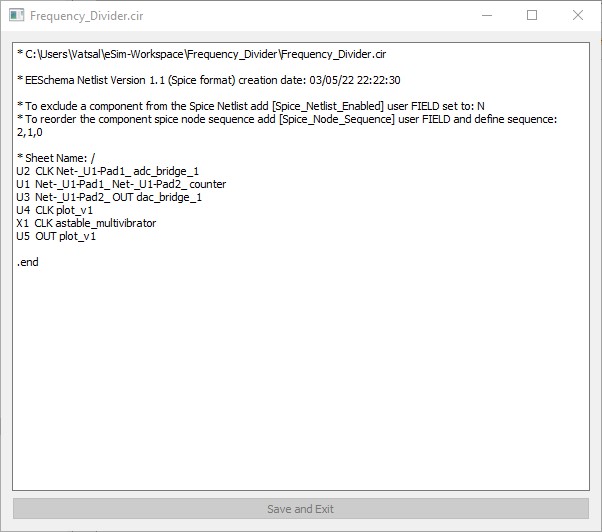 Frequency_Divider.cir
* C:\Users\Vatsal\eSim-Workspace\Frequency_Divider\Frequency_Divider.cir
* EESchema Netlist Version 1.1 (Spice format) creation date: 03/05/22 22:22:30
* To exclude a component from the Spice Netlist add [Spice_Netlist_Enabled] user FIELD set to: N
* To reorder the component spice node sequence add [Spice_Node_Sequence] user FIELD and define sequence:
2,1,0
* Sheet Name: /
U2 CLK Net-_U1-Pad1_ adc_bridge_1
U1 Net-_U1-Pad1_ Net-_U1-Pad2_ counter
U3 Net-_U1-Pad2_ OUT dac_bridge_1
U4 CLK plot_v1
X1 CLK astable_multivibrator
U5 OUT plot_v1
.end
Save and Exit